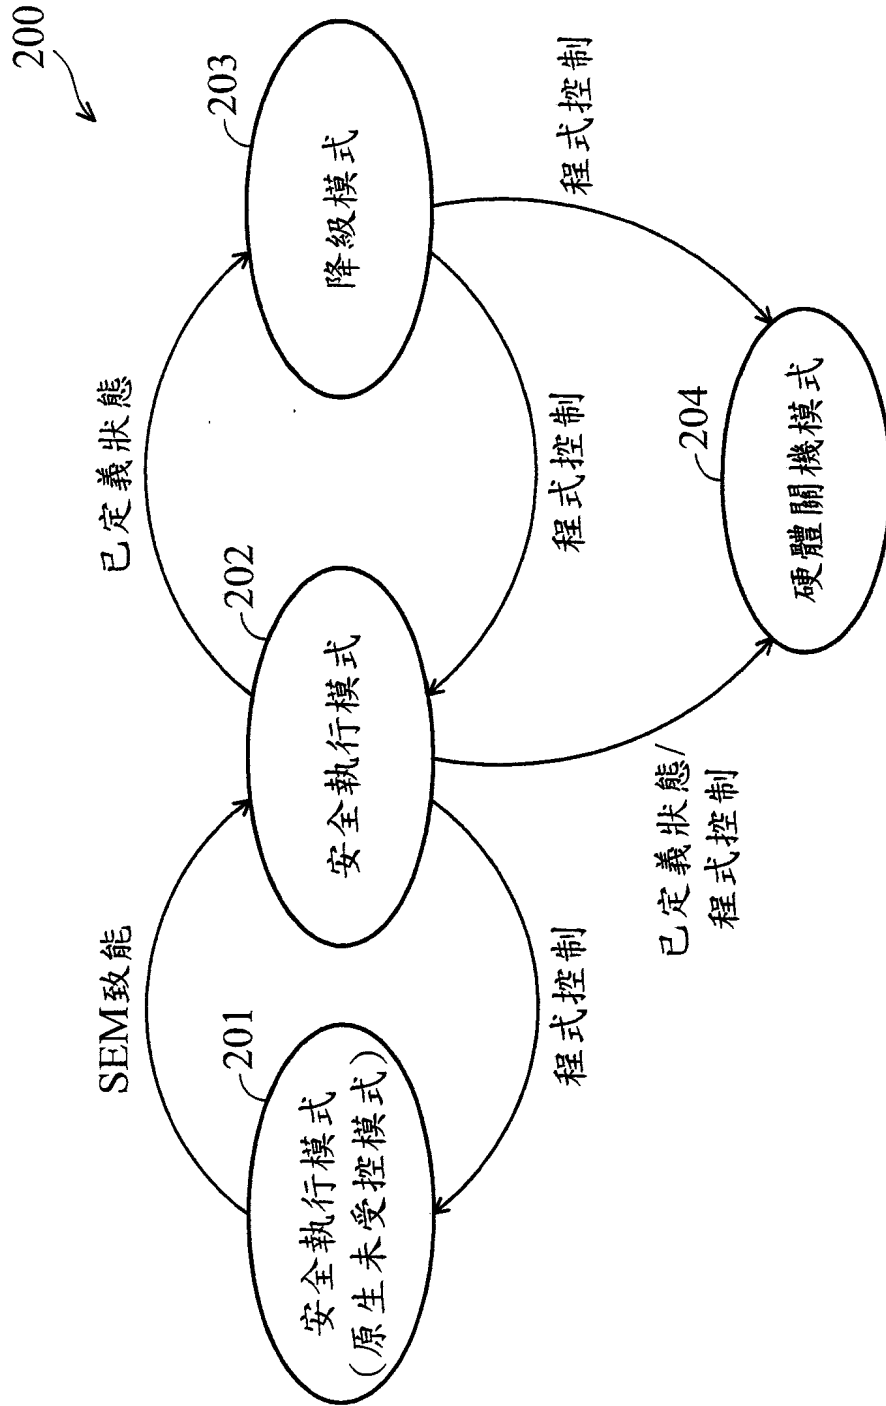 200
SEM致能
已定義狀態
201
202
203
安全執行模式
(原生未受控模式)
安全執行模式
降級模式
程式控制
程式控制
程式控制
已定義狀態/
程式控制
204
硬體關機模式